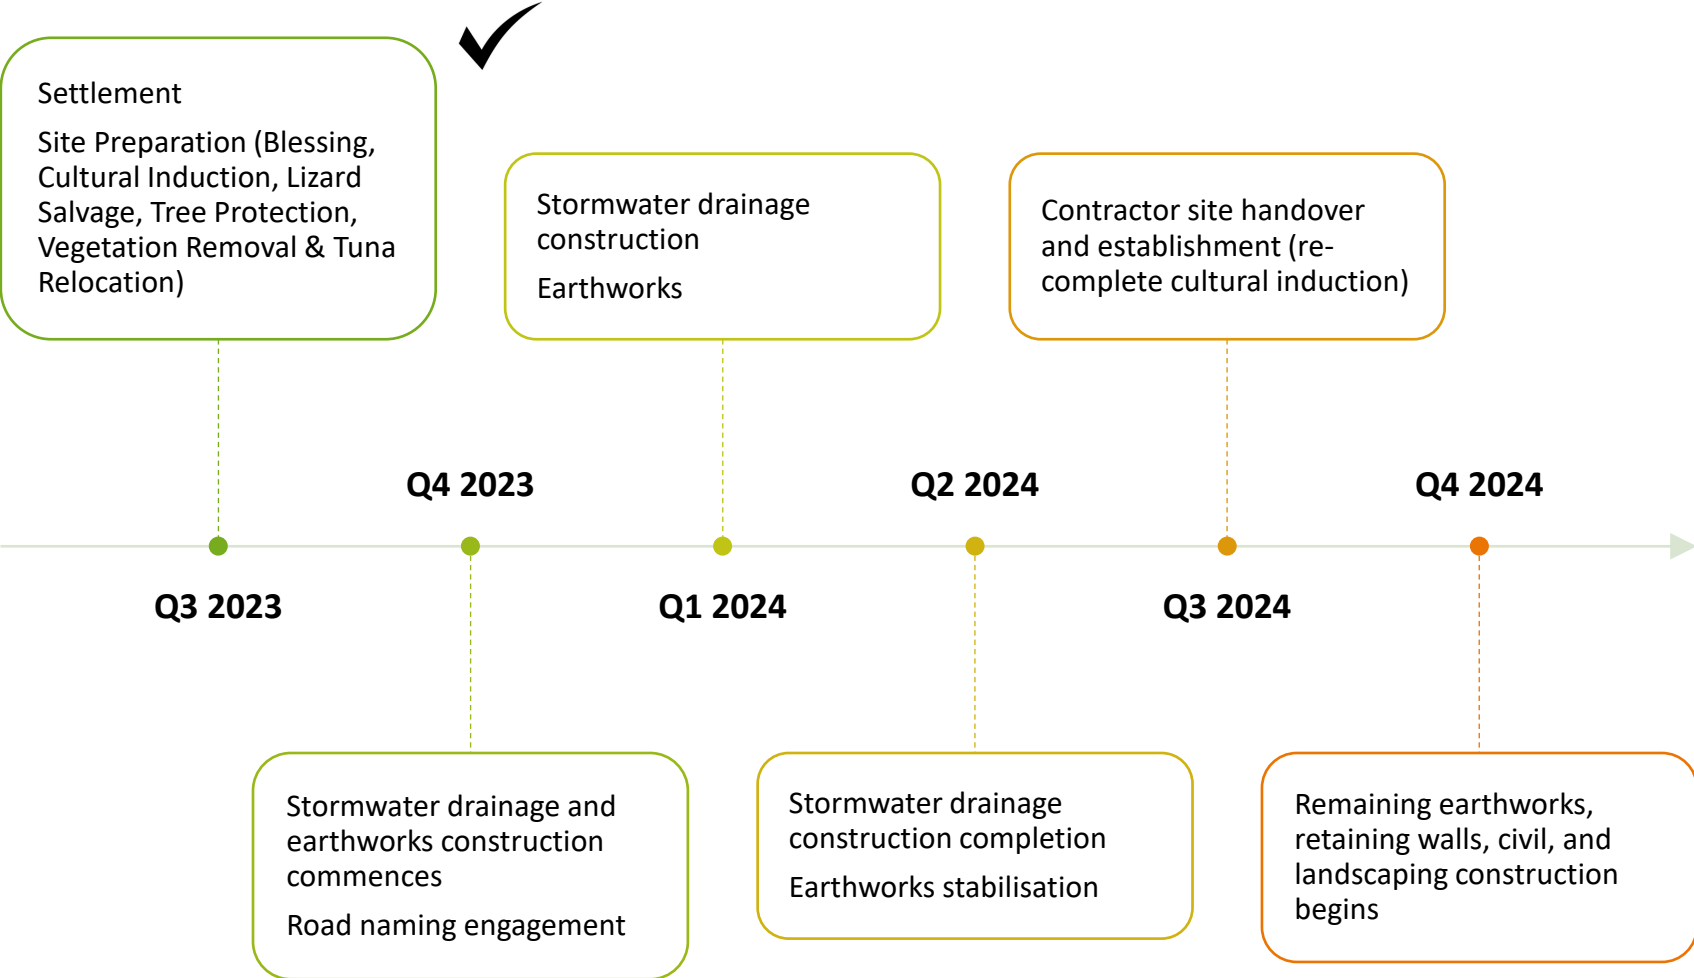 Settlement
Site Preparation (Blessing,
Cultural Induction, Lizard
Salvage, Tree Protection,
Vegetation Removal & Tuna
Relocation)
Stormwater drainage
construction
Earthworks
Contractor site handover
and establishment (re-
complete cultural induction)
Q4 2023
Q2 2024
Q4 2024
Q3 2023
Q1 2024
Q3 2024
Stormwater drainage and
earthworks construction
commences
Road naming engagement
Stormwater drainage
construction completion
Earthworks stabilisation
Remaining earthworks,
retaining walls, civil, and
landscaping construction
begins